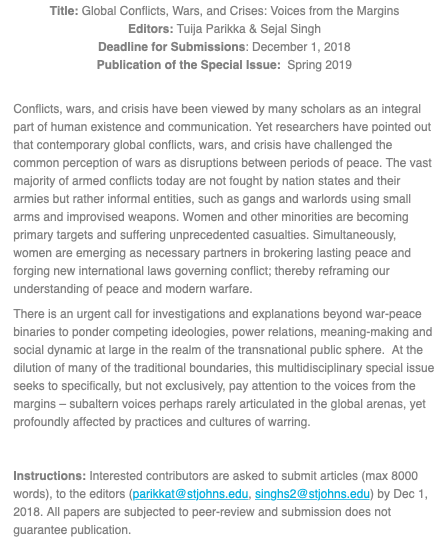 Title: Global Conflicts, Wars, and Crises: Voices from the Margins
Editors: Tuija Parikka & Sejal Singh
Deadline for Submissions: December 1, 2018
Publication of the Special Issue:  Spring 2019
Conflicts, wars, and crisis have been viewed by many scholars as an integral
part of human existence and communication. Yet researchers have pointed out
that contemporary global conflicts, wars, and crisis have challenged the
common perception of wars as disruptions between periods of peace. The vast
majority of armed conflicts today are not fought by nation states and their
armies but rather informal entities, such as gangs and warlords using small
arms and improvised weapons. Women and other minorities are becoming
primary targets and suffering unprecedented casualties. Simultaneously,
women are emerging as necessary partners in brokering lasting peace and
forging new international laws governing conflict; thereby reframing our
understanding of peace and modern warfare.
There is an urgent call for investigations and explanations beyond war-peace
binaries to ponder competing ideologies, power relations, meaning-making and
social dynamic at large in the realm of the transnational public sphere.  At the
dilution of many of the traditional boundaries, this multidisciplinary special issue
seeks to specifically, but not exclusively, pay attention to the voices from the
margins – subaltern voices perhaps rarely articulated in the global arenas, yet
profoundly affected by practices and cultures of warring.
Instructions: Interested contributors are asked to submit articles (max 8000
words), to the editors (parikkat@stjohns.edu, singhs2@stjohns.edu) by Dec 1,
2018. All papers are subjected to peer-review and submission does not
guarantee publication.